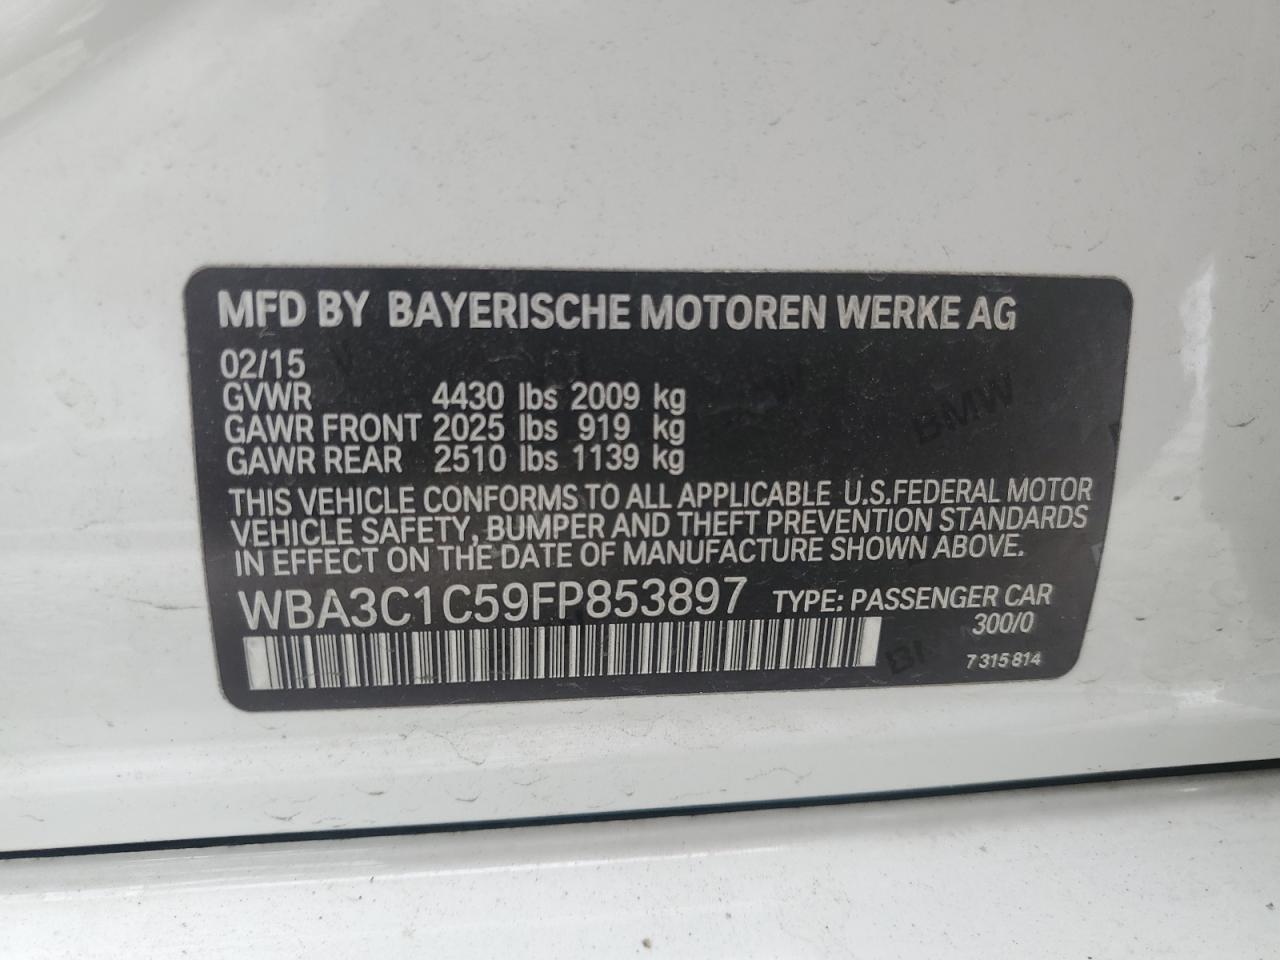 MFD BY BAYERISCHE MOTOREN WERKE AG
02/15
GVWR 4430 lbs 2009 kg
GAWR FRONT 2025 lbs 919 kg
GAWR REAR 2510 lbs 1139 kg
THIS VEHICLE CONFORMS TO ALL APPLICABLE U.S.FEDERAL MOTOR
VEHICLE SAFETY, BUMPER AND THEFT PREVENTION STANDARDS
IN EFFECT ON THE DATE OF MANUFACTURE SHOWN ABOVE.
WBA3C1C59FP853897 TYPE: PASSENGER CAR
300/0
7 315 814
BMW